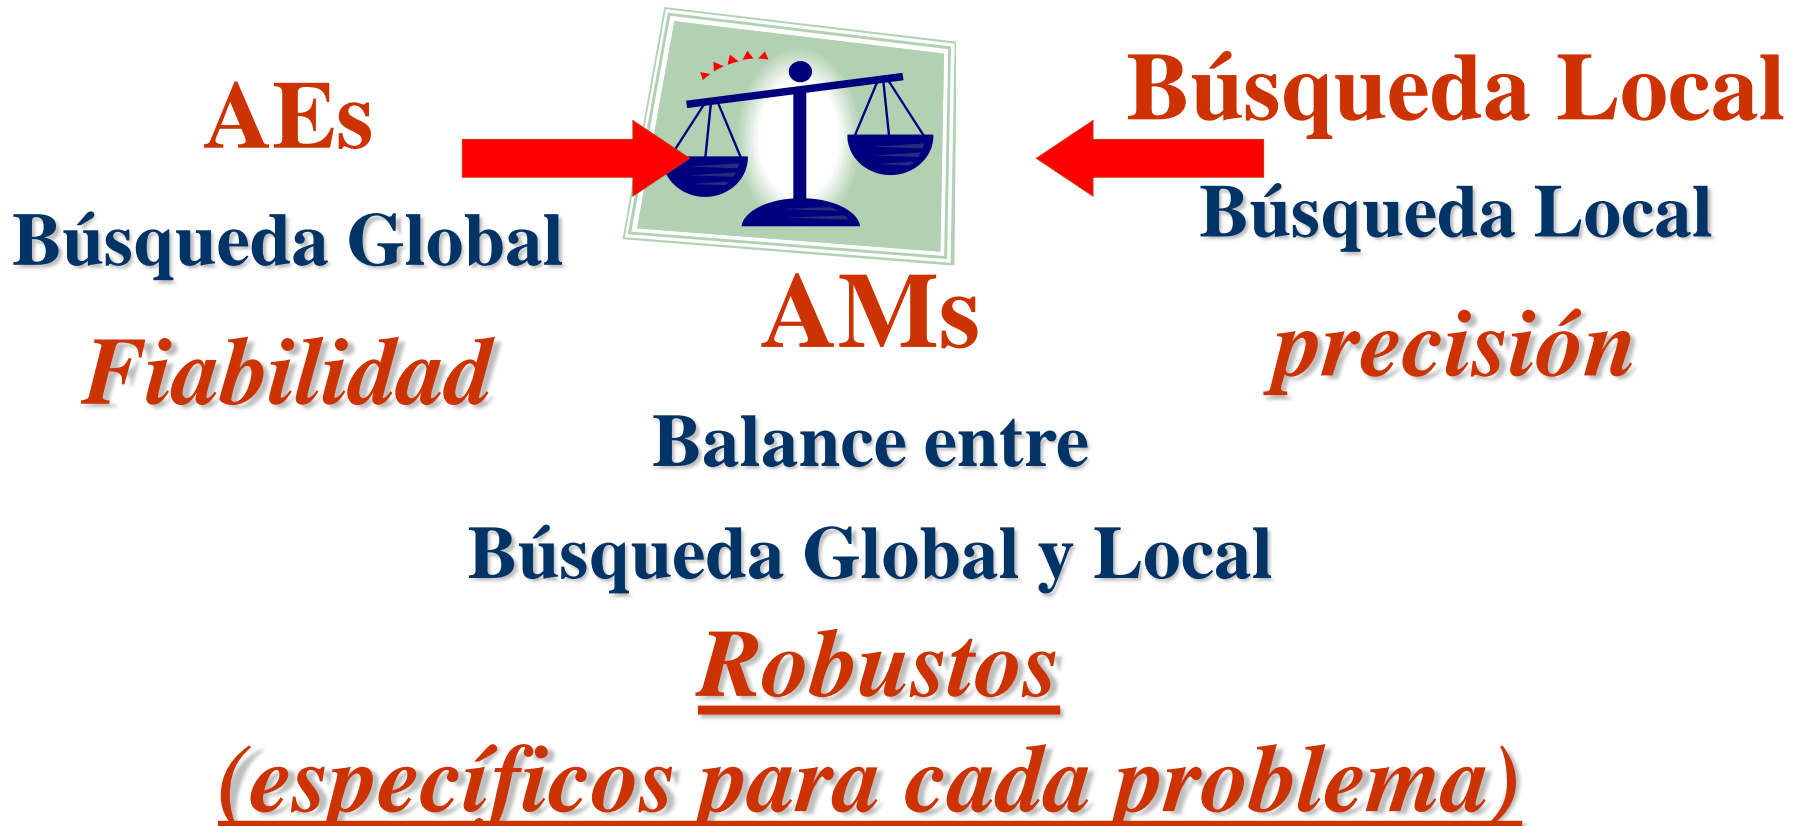 AEs
Búsqueda Global
Fiabilidad
Búsqueda Local
Búsqueda Local
precisión
AMs
Balance entre
Búsqueda Global y Local
Robustos
(específicos para cada problema)